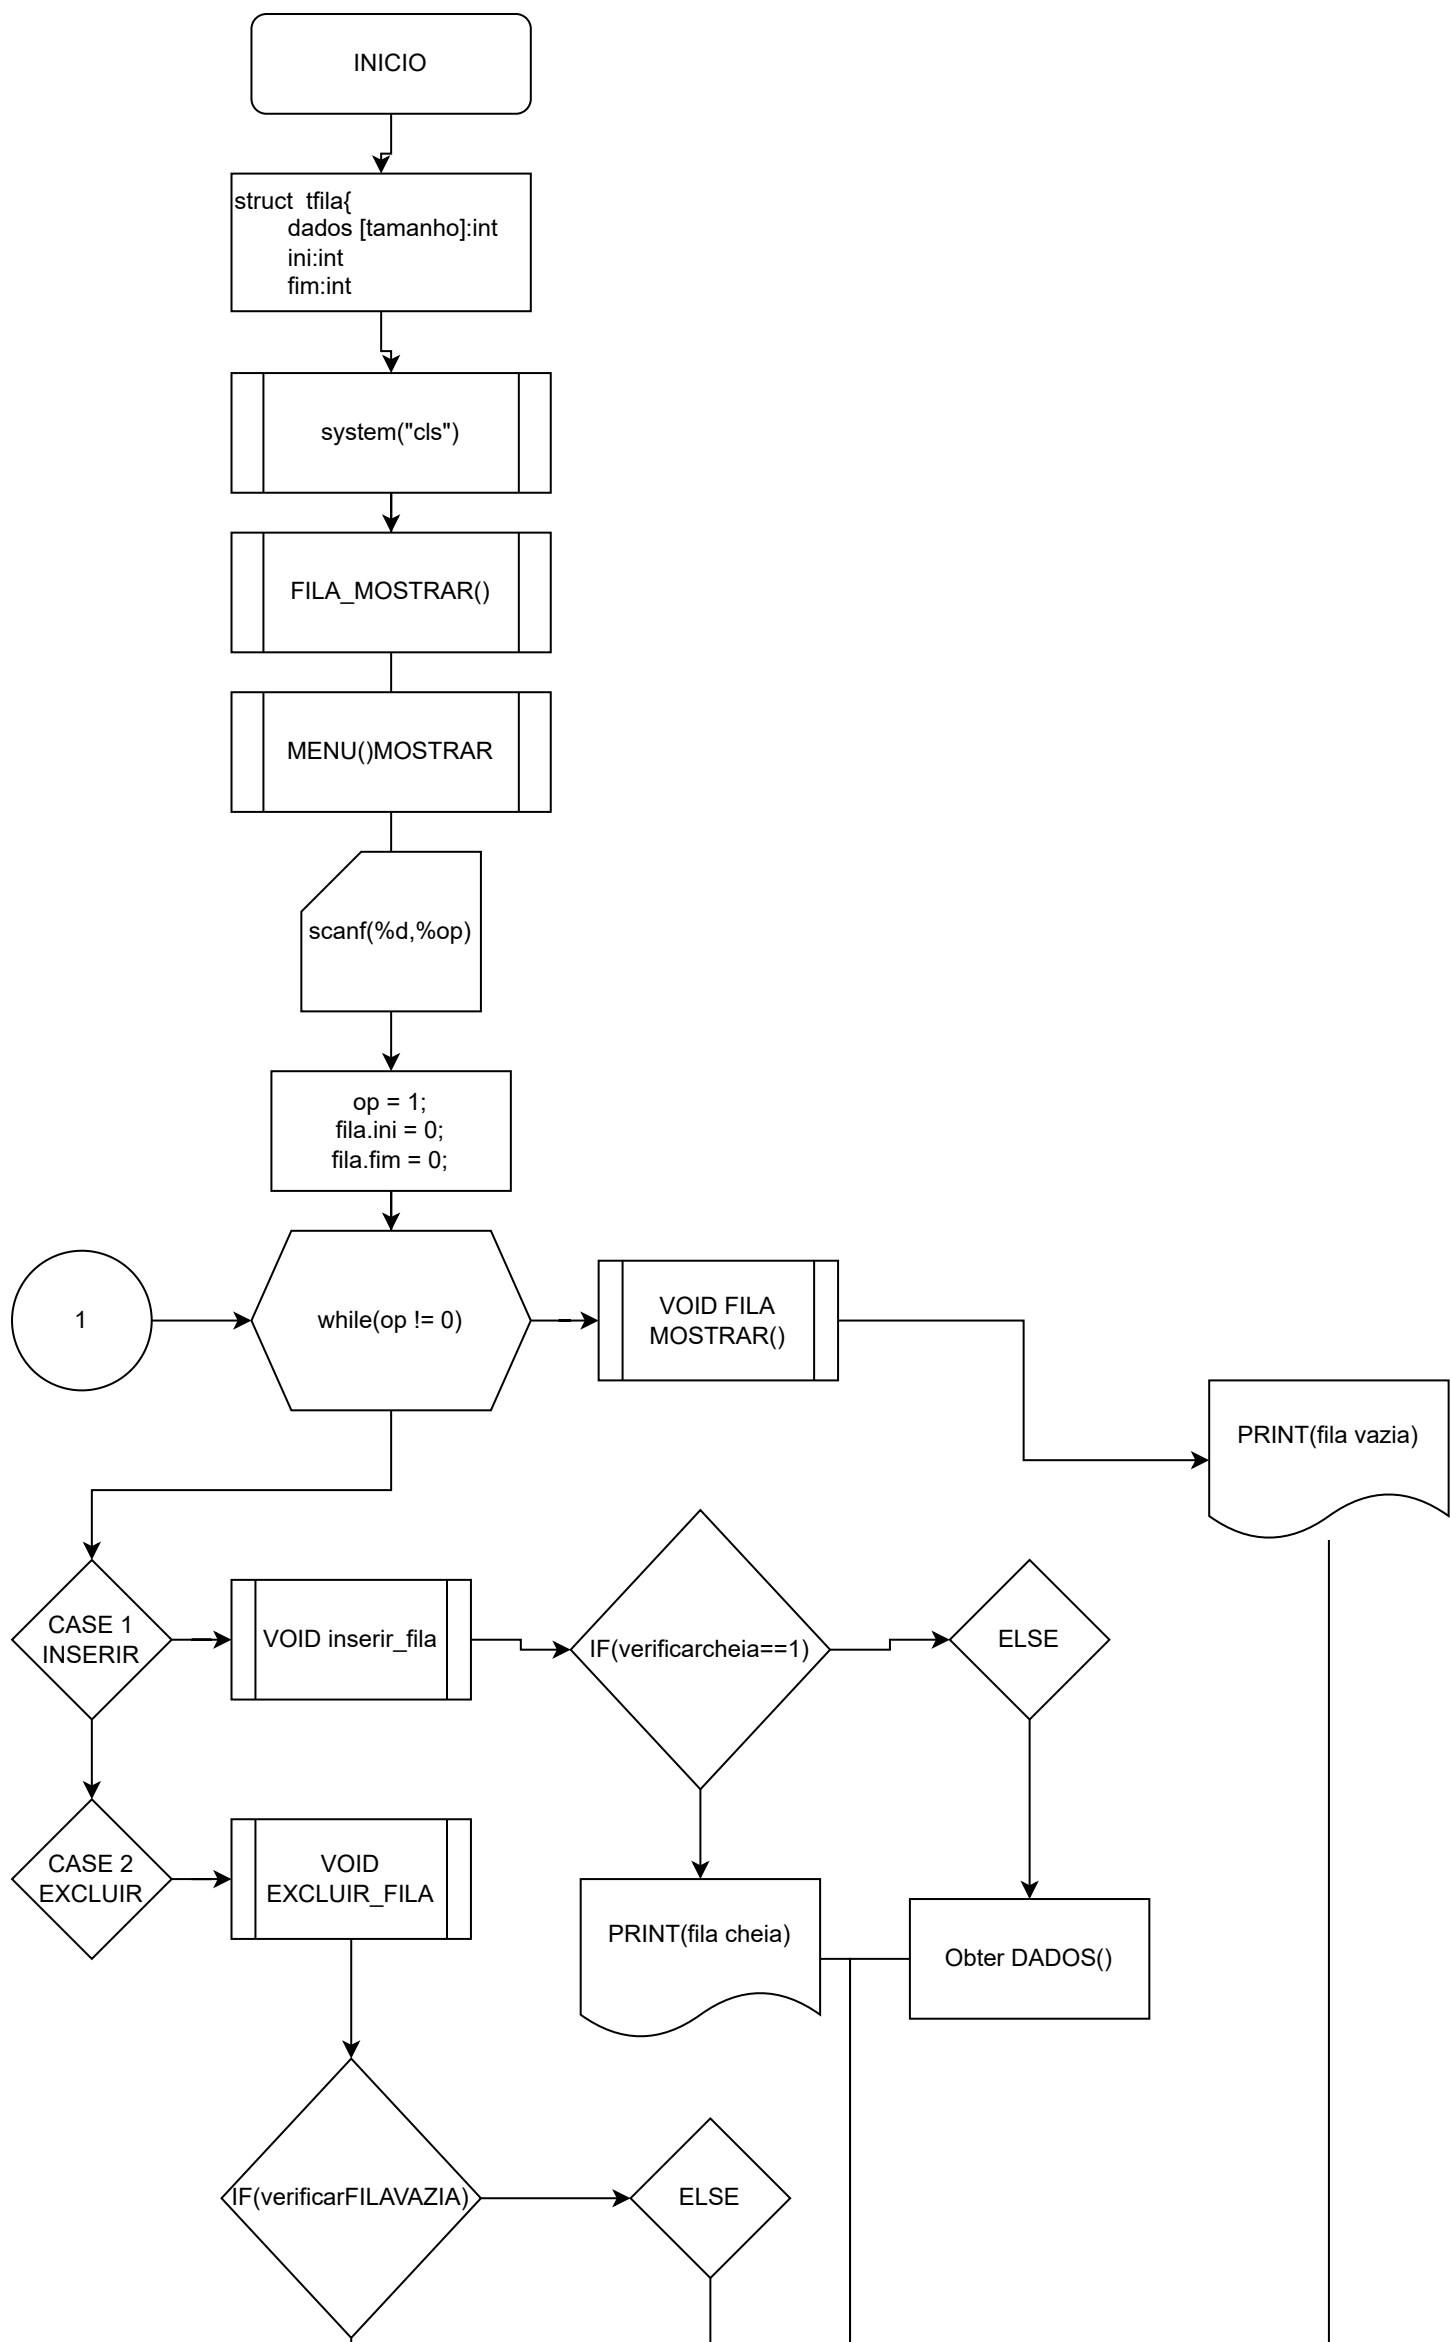 INICIO
struct  tfila{
dados [tamanho]:int
ini:int
fim:int
system("cls")
FILA_MOSTRAR()
MENU()MOSTRAR
scanf(%d,%op)
op = 1;
fila.ini = 0;
fila.fim = 0;
1
while(op != 0)
VOID FILA
MOSTRAR()
PRINT(fila vazia)
CASE 1
INSERIR
VOID inserir_fila
IF(verificarcheia==1)
ELSE
CASE 2
EXCLUIR
VOID
EXCLUIR_FILA
PRINT(fila cheia)
Obter DADOS()
IF(verificarFILAVAZIA)
ELSE